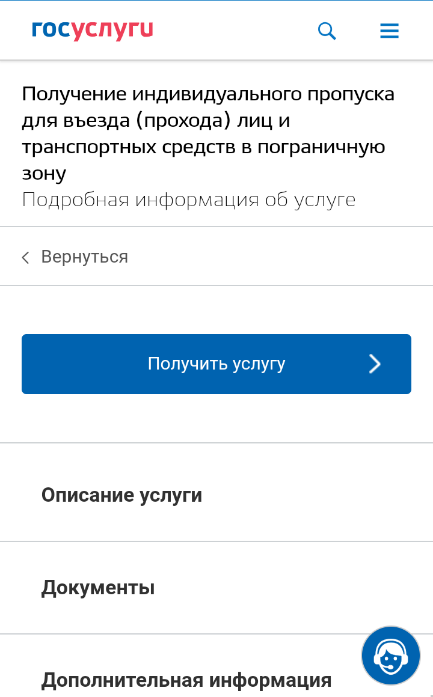 госуслуги
Получение индивидуального пропуска
для въезда (прохода) лиц и
транспортных средств в пограничную
зону
Подробная информация об услуге
Вернуться
Получить услугу
Описание услуги
Документы
Дополнительная информация